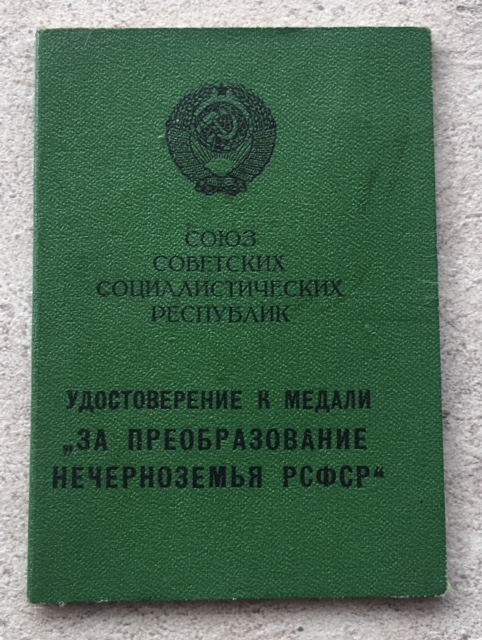 СОЮЗ
СОВЕТСКИХ
СОЦИАЛИСТИЧЕСКИХ
РЕСПУБЛИК
УДОСТОВЕРЕНИЕ К МЕДАЛИ
„ЗА ПРЕОБРАЗОВАНИЕ
НЕЧЕРНОЗЕМЬЯ РСФСР“